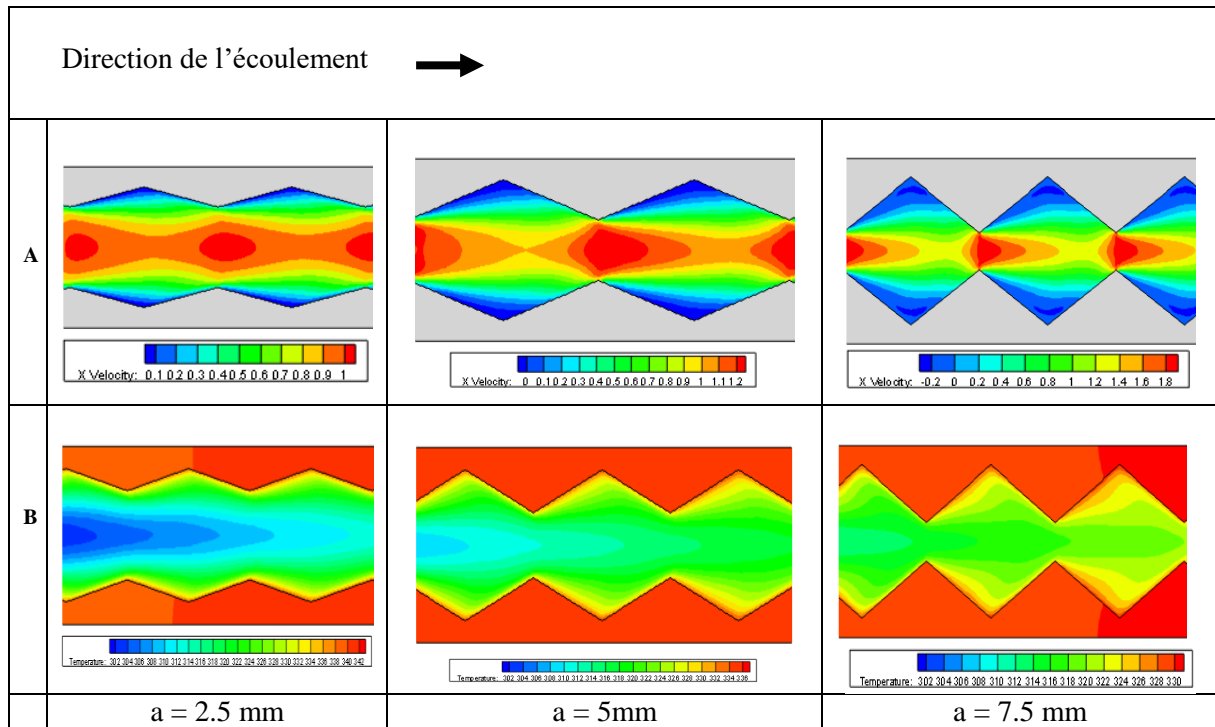 Direction de l’écoulement
A
X Velocity: 0.1 0.2 0.3 0.4 0.5 0.6 0.7 0.8 0.9 1
X Velocity: 0 0.1 0.2 0.3 0.4 0.5 0.6 0.7 0.8 0.9 1 1.1 1.2
X Velocity: -0.2 0 0.2 0.4 0.6 0.8 1 1.2 1.4 1.6 1.8
B
Temperature: 302 304 306 308 310 312 314 316 318 320 322 324 326 328 330 332 334 336 338 340 342
Temperature: 302 304 306 308 310 312 314 316 318 320 322 324 326 328 330 332 334 336
Temperature: 302 304 306 308 310 312 314 316 318 320 322 324 326 328 330
a = 2.5 mm
a = 5mm
a = 7.5 mm